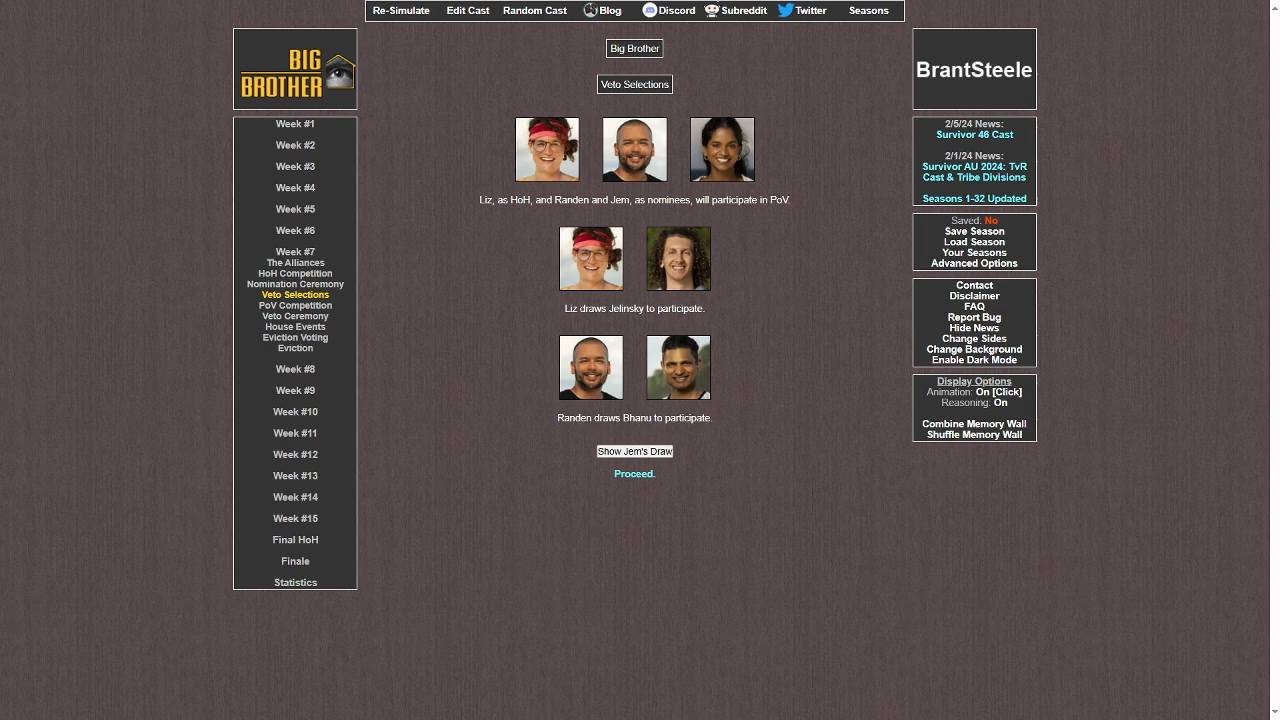 Re-Simulate Edit Cast Random Cast Blog Discord Subreddit Twitter Seasons
BIG
BROTHER
Week #1
Week #2
Week #3
Week #4
Week #5
Week #6
Week #7
The Alliances
HoH Competition
Nomination Ceremony
Veto Selections
PoV Competition
Veto Ceremony
House Events
Eviction Voting
Eviction
Week #8
Week #9
Week #10
Week #11
Week #12
Week #13
Week #14
Week #15
Final HoH
Finale
Statistics
Big Brother
Veto Selections
Liz, as HoH, and Randen and Jem, as nominees, will participate in PoV.
Liz draws Jelinsky to participate.
Randen draws Bhanu to participate.
Show Jem's Draw
Proceed.
BrantSteele
2/5/24 News:
Survivor 46 Cast
2/1/24 News:
Survivor AU 2024: TvR
Cast & Tribe Divisions
Seasons 1-32 Updated
Saved: No
Save Season
Load Season
Your Seasons
Advanced Options
Contact
Disclaimer
FAQ
Report Bug
Hide News
Change Sides
Change Background
Enable Dark Mode
Display Options
Animation: On [Click]
Reasoning: On
Combine Memory Wall
Shuffle Memory Wall